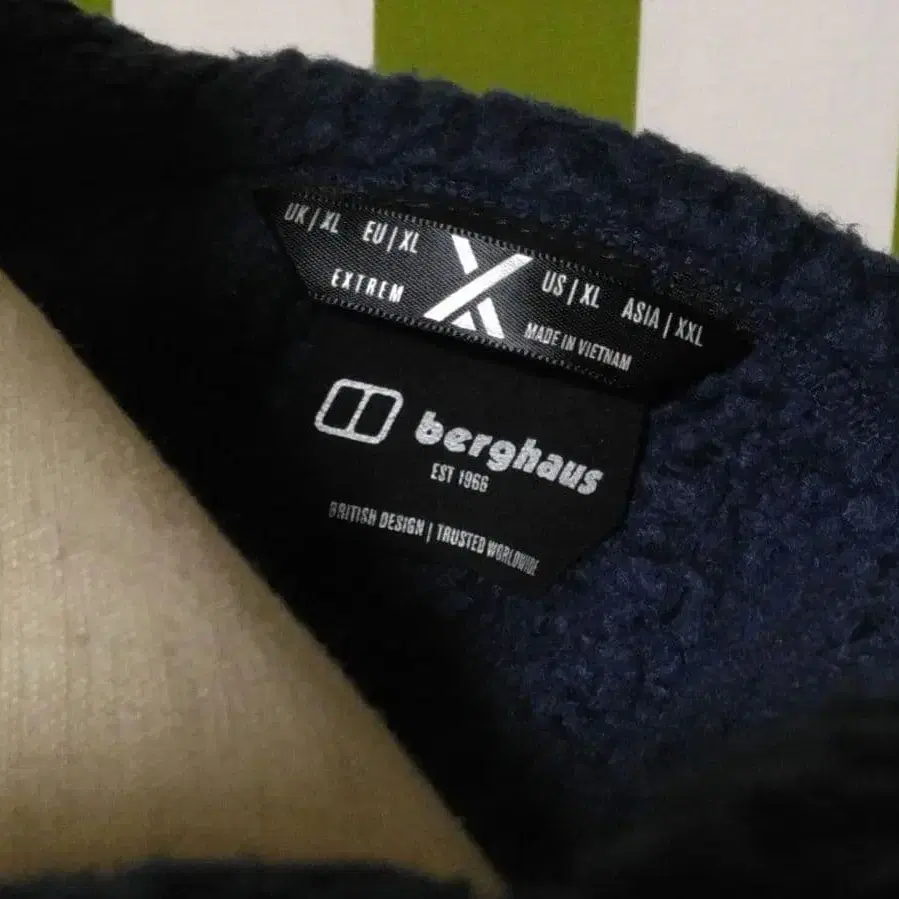 UK | XL EU | XL US | XL ASIA | XXL
EXTREM MADE IN VIETNAM
berghaus
EST 1966
BRITISH DESIGN | TRUSTED WORLDWIDE